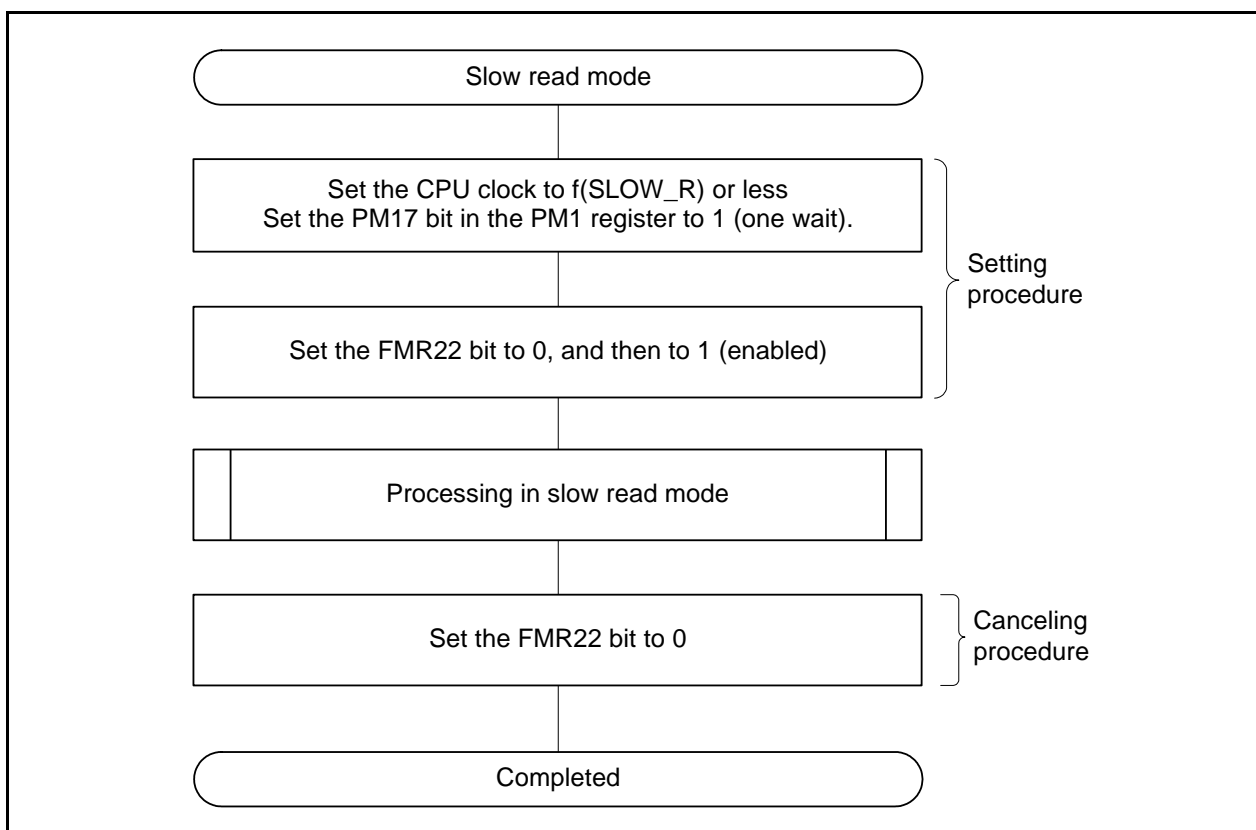 Slow read mode
Set the CPU clock to f(SLOW_R) or less
Set the PM17 bit in the PM1 register to 1 (one wait).
Setting
procedure
Set the FMR22 bit to 0, and then to 1 (enabled)
Processing in slow read mode
Set the FMR22 bit to 0
Canceling
procedure
Completed